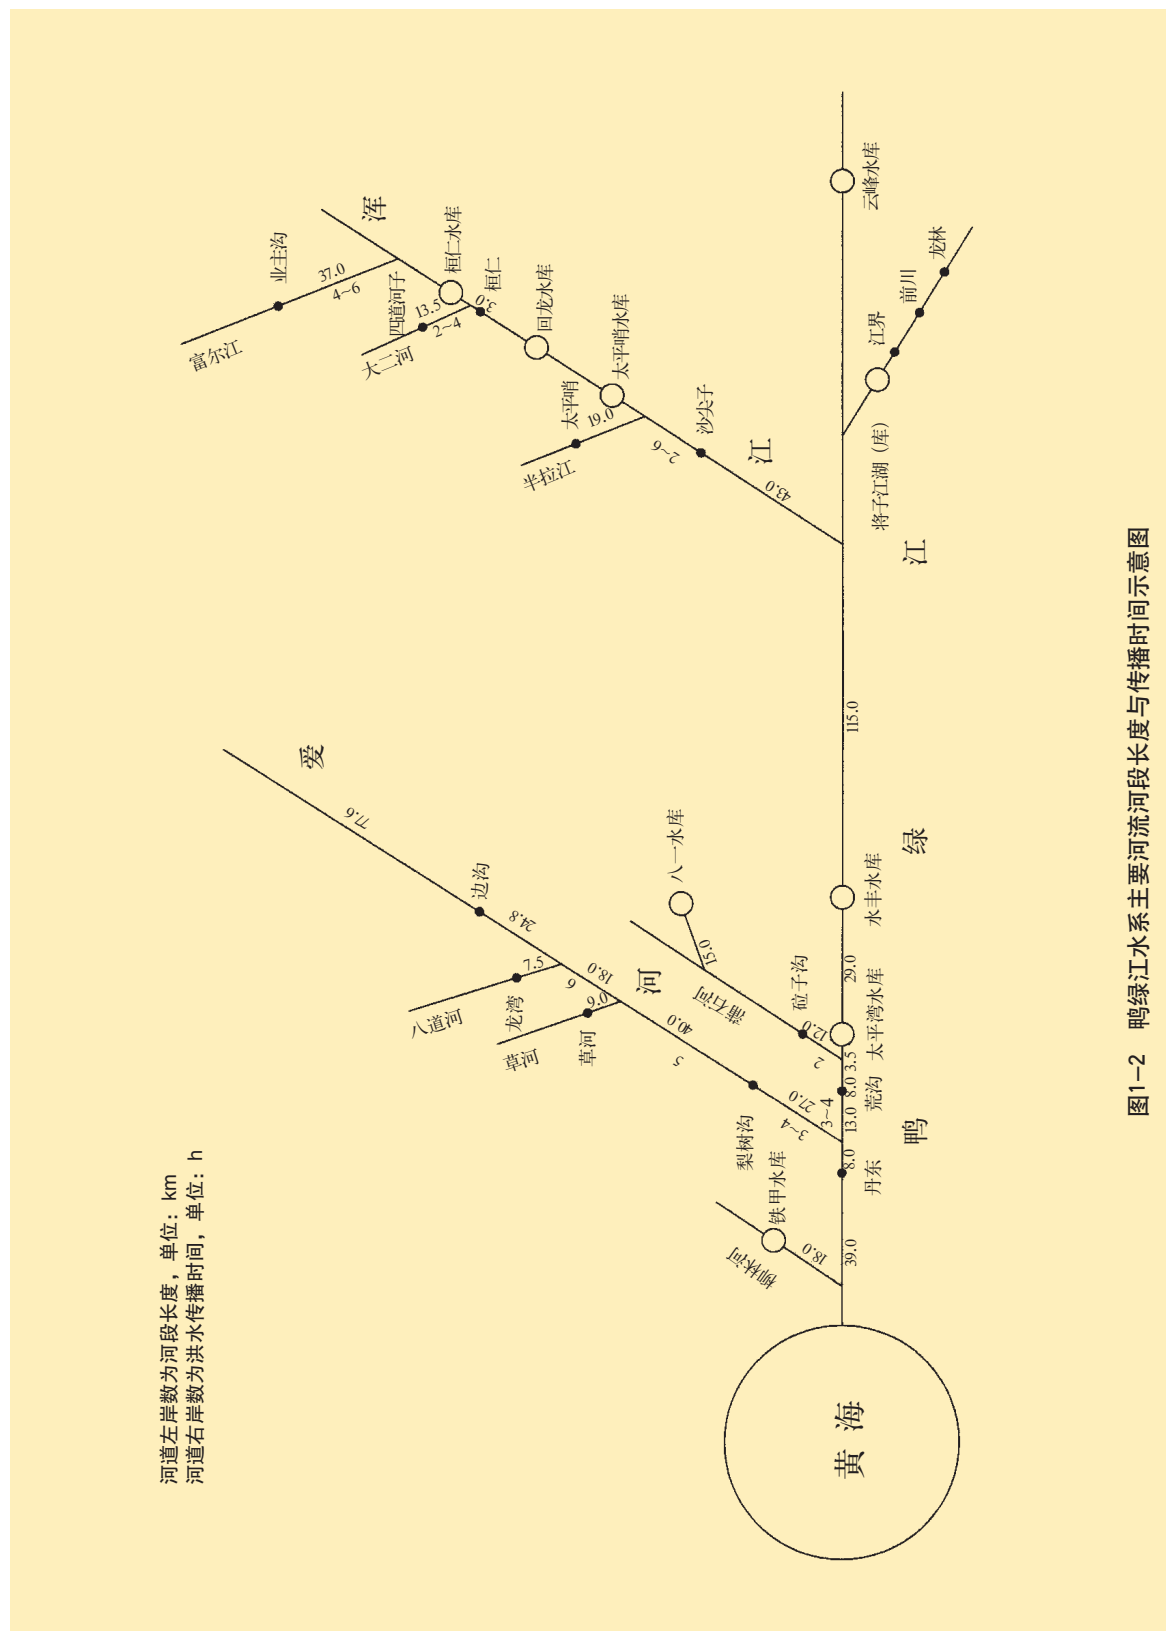 河道左岸数为河段长度，单位：km
河道右岸数为洪水传播时间，单位：h
富尔江
业主沟
37.0
4~6
浑
大二河
四道河子
13.5
2~4
桓仁水库
3.0
桓仁
回龙水库
太平哨水库
半拉江
太平哨
19.0
2~6
沙尖子
43.0
江
云峰水库
龙林
前川
江界
将子江湖（库）
江
115.0
爱
77.6
边沟
24.8
八道河
龙湾
7.5
6
18.0
草河
草河
9.0
河
40.0
5
梨树沟
27.0
3~4
八一水库
15.0
蒲石河
砬子沟
12.0
2
绿
水丰水库
29.0
太平湾水库
3.5
荒沟
8.0
3~4
13.0
鸭
8.0
丹东
铁甲水库
柳林河
18.0
39.0
黄海
图1-2 鸭绿江水系主要河流河段长度与传播时间示意图